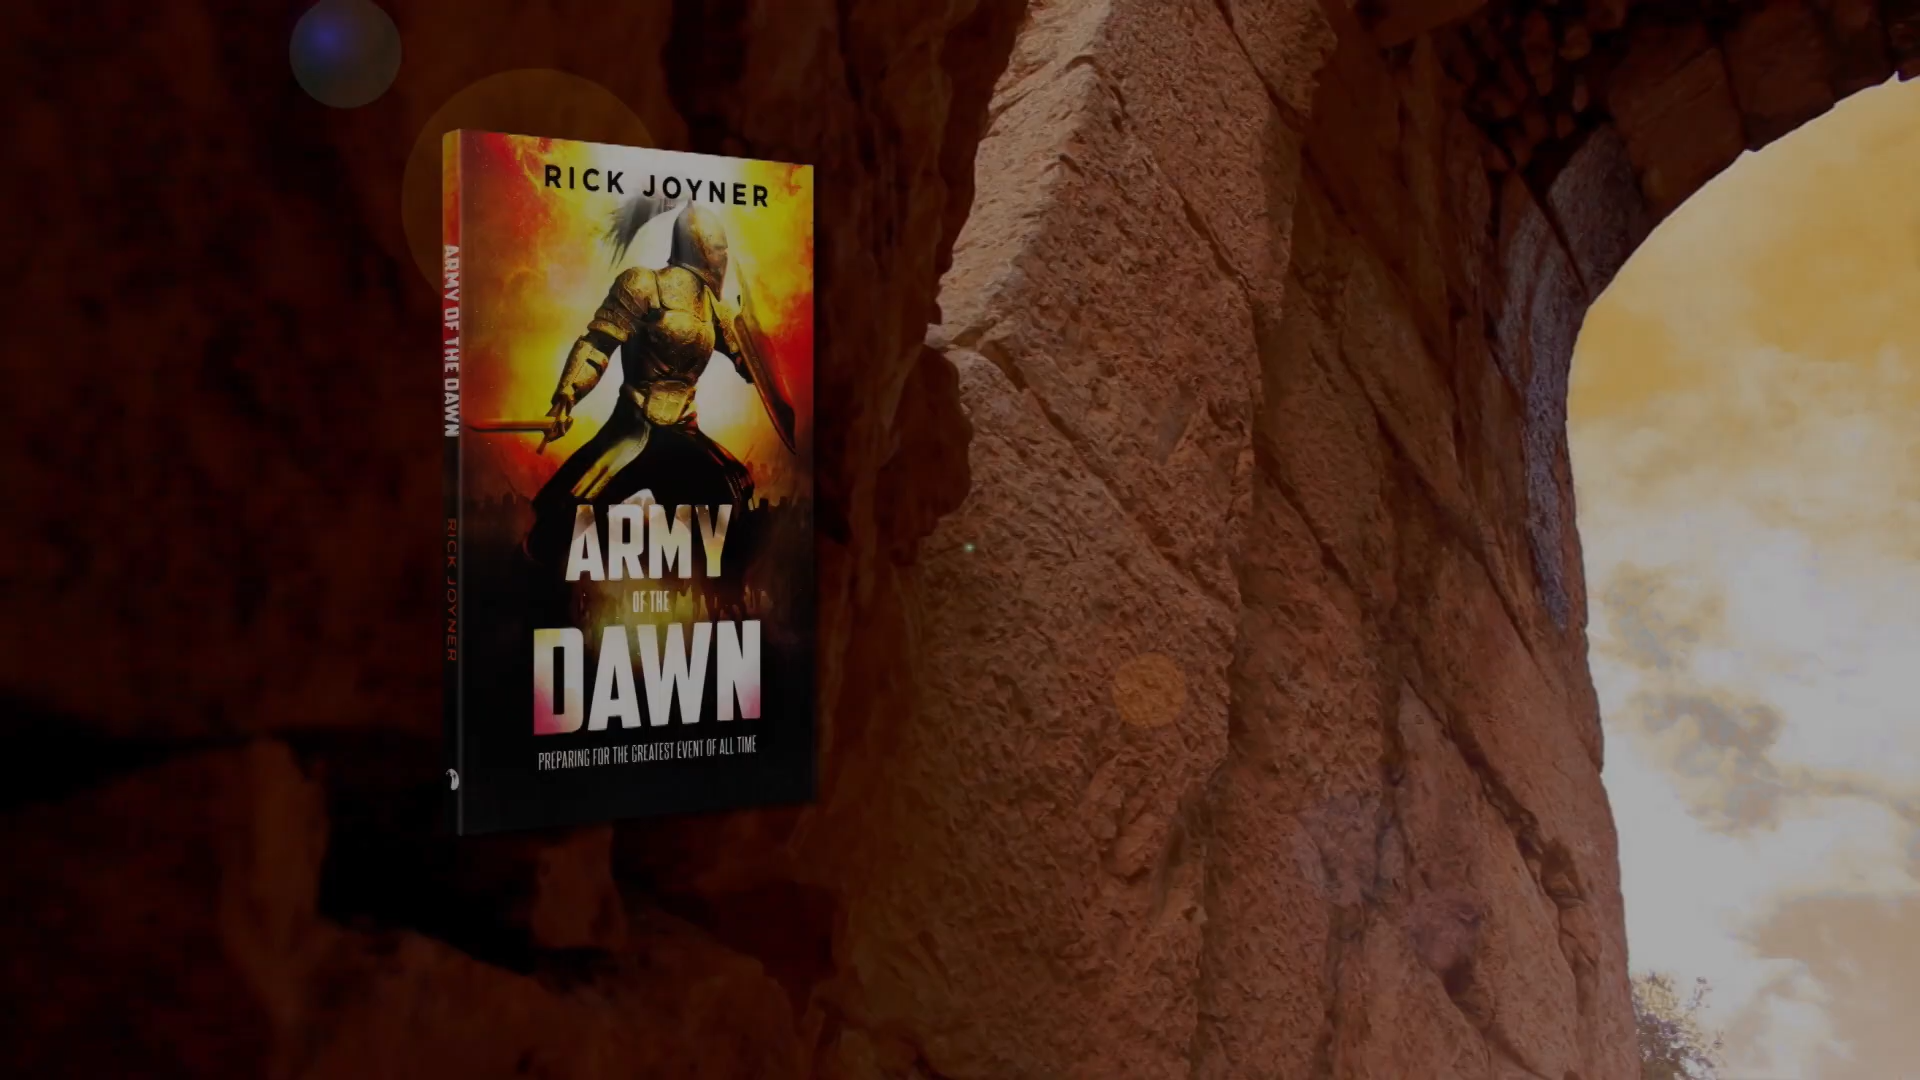 RICK JOYNER
ARMY
OF THE
DAWN
PREPARING FOR THE GREATEST EVENT OF ALL TIME
ARMY OF THE DAWN
RICK JOYNER